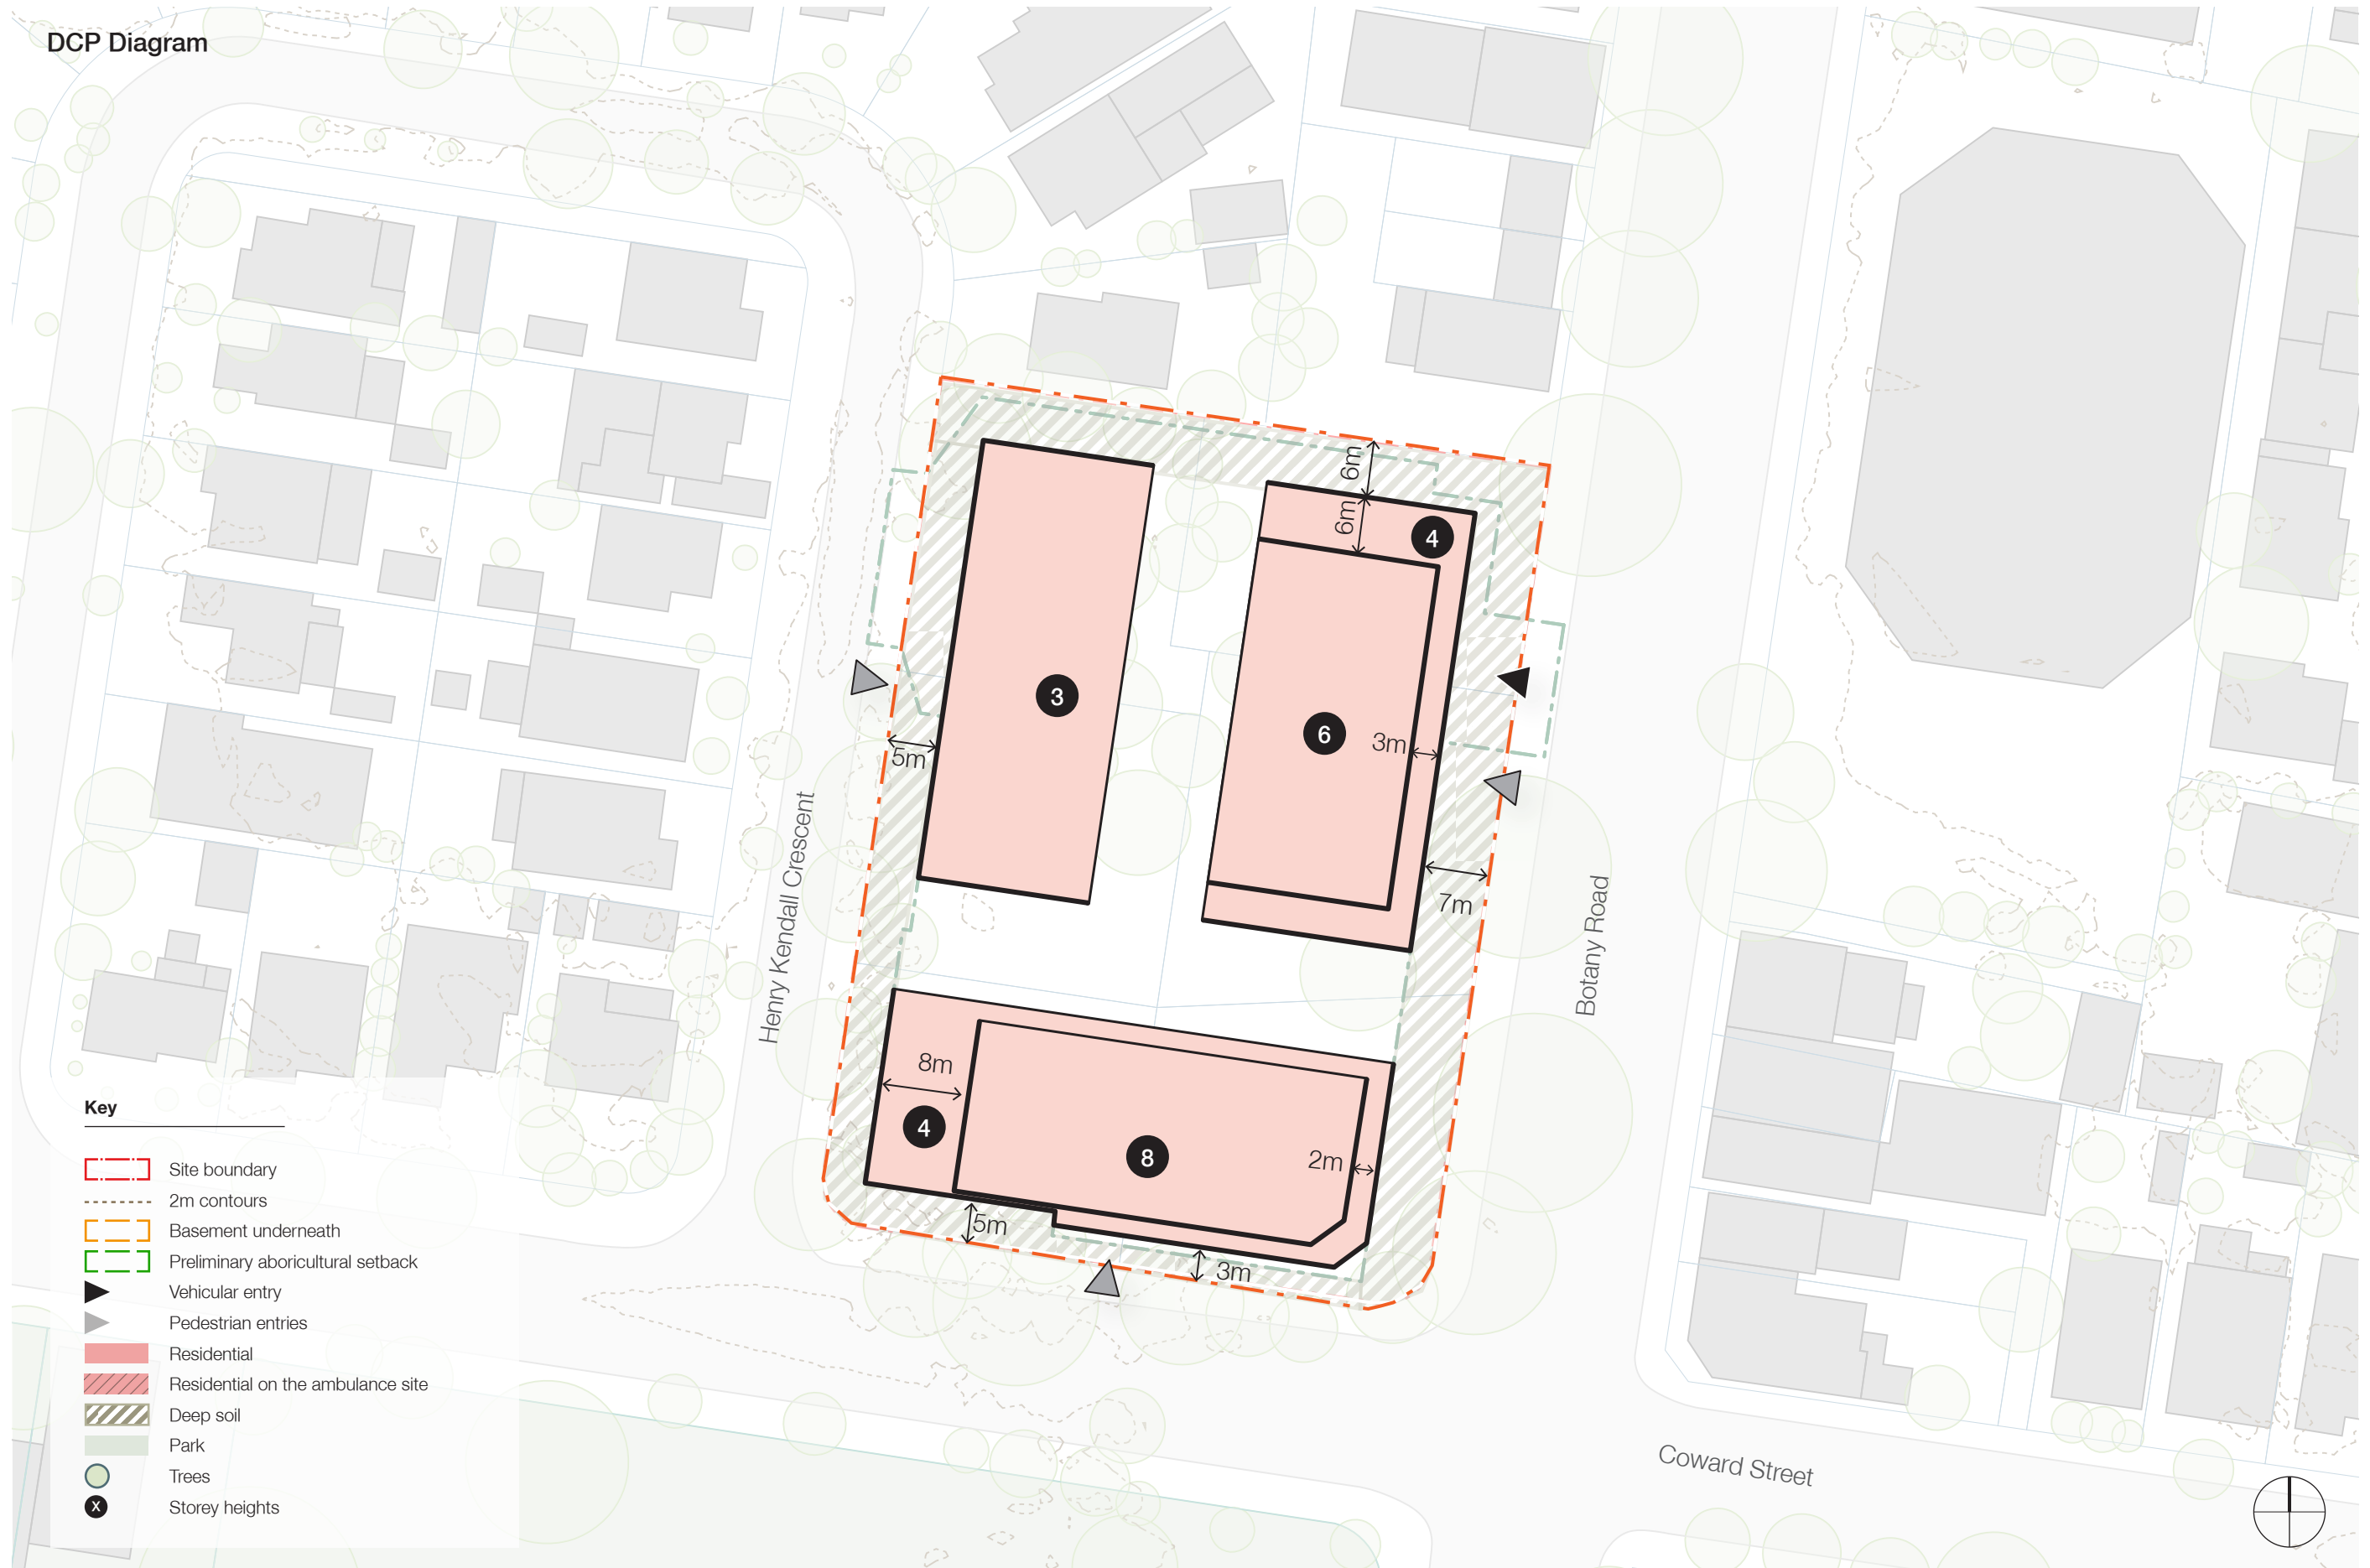 DCP Diagram
6m
6m
4
3
6
3m
5m
7m
Henry Kendall Crescent
Botany Road
8m
4
8
2m
5m
3m
Coward Street
Key
Site boundary
2m contours
Basement underneath
Preliminary aboricultural setback
Vehicular entry
Pedestrian entries
Residential
Residential on the ambulance site
Deep soil
Park
Trees
X Storey heights